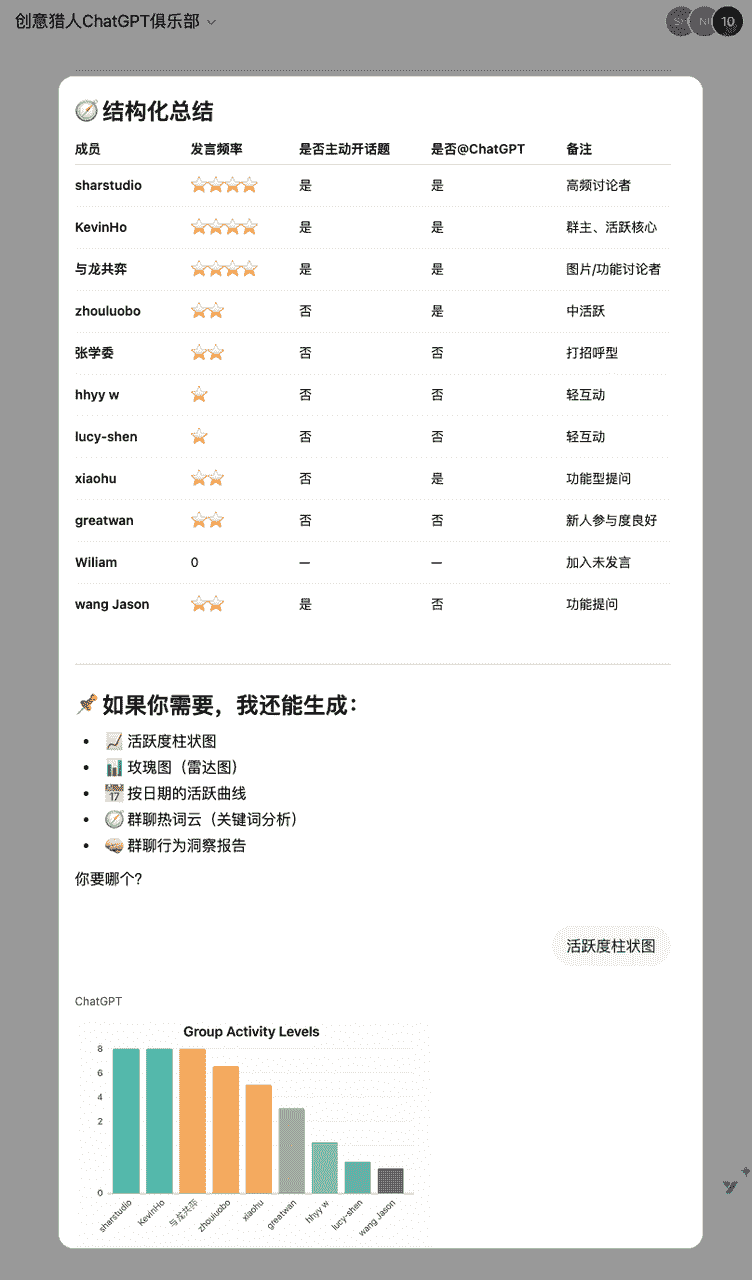 创意猎人ChatGPT俱乐部
10
结构化总结
成员 发言频率 是否主动开话题 是否@ChatGPT 备注
sharstudio ⭐⭐⭐⭐ 是 是 高频讨论者
KevinHo ⭐⭐⭐⭐ 是 是 群主、活跃核心
与龙共弈 ⭐⭐⭐⭐ 是 是 图片/功能讨论者
zhouluobo ⭐⭐ 否 是 中活跃
张学委 ⭐⭐ 否 否 打招呼型
hhyy w ⭐ 否 否 轻互动
lucy-shen ⭐ 否 否 轻互动
xiaohu ⭐⭐ 否 是 功能型提问
greatwan ⭐⭐ 否 否 新人参与度良好
Wiliam 0 — — 加入未发言
wang Jason ⭐⭐ 是 否 功能提问
如果你需要，我还能生成：
活跃度柱状图
玫瑰图（雷达图）
按日期的活跃曲线
群聊热词云（关键词分析）
群聊行为洞察报告
你要哪个?
活跃度柱状图
ChatGPT
Group Activity Levels
8
6
4
2
0
sharstudio KevinHo 与龙共弈 zhouluobo xiaohu greatwan hhyy w lucy-shen wang Jason